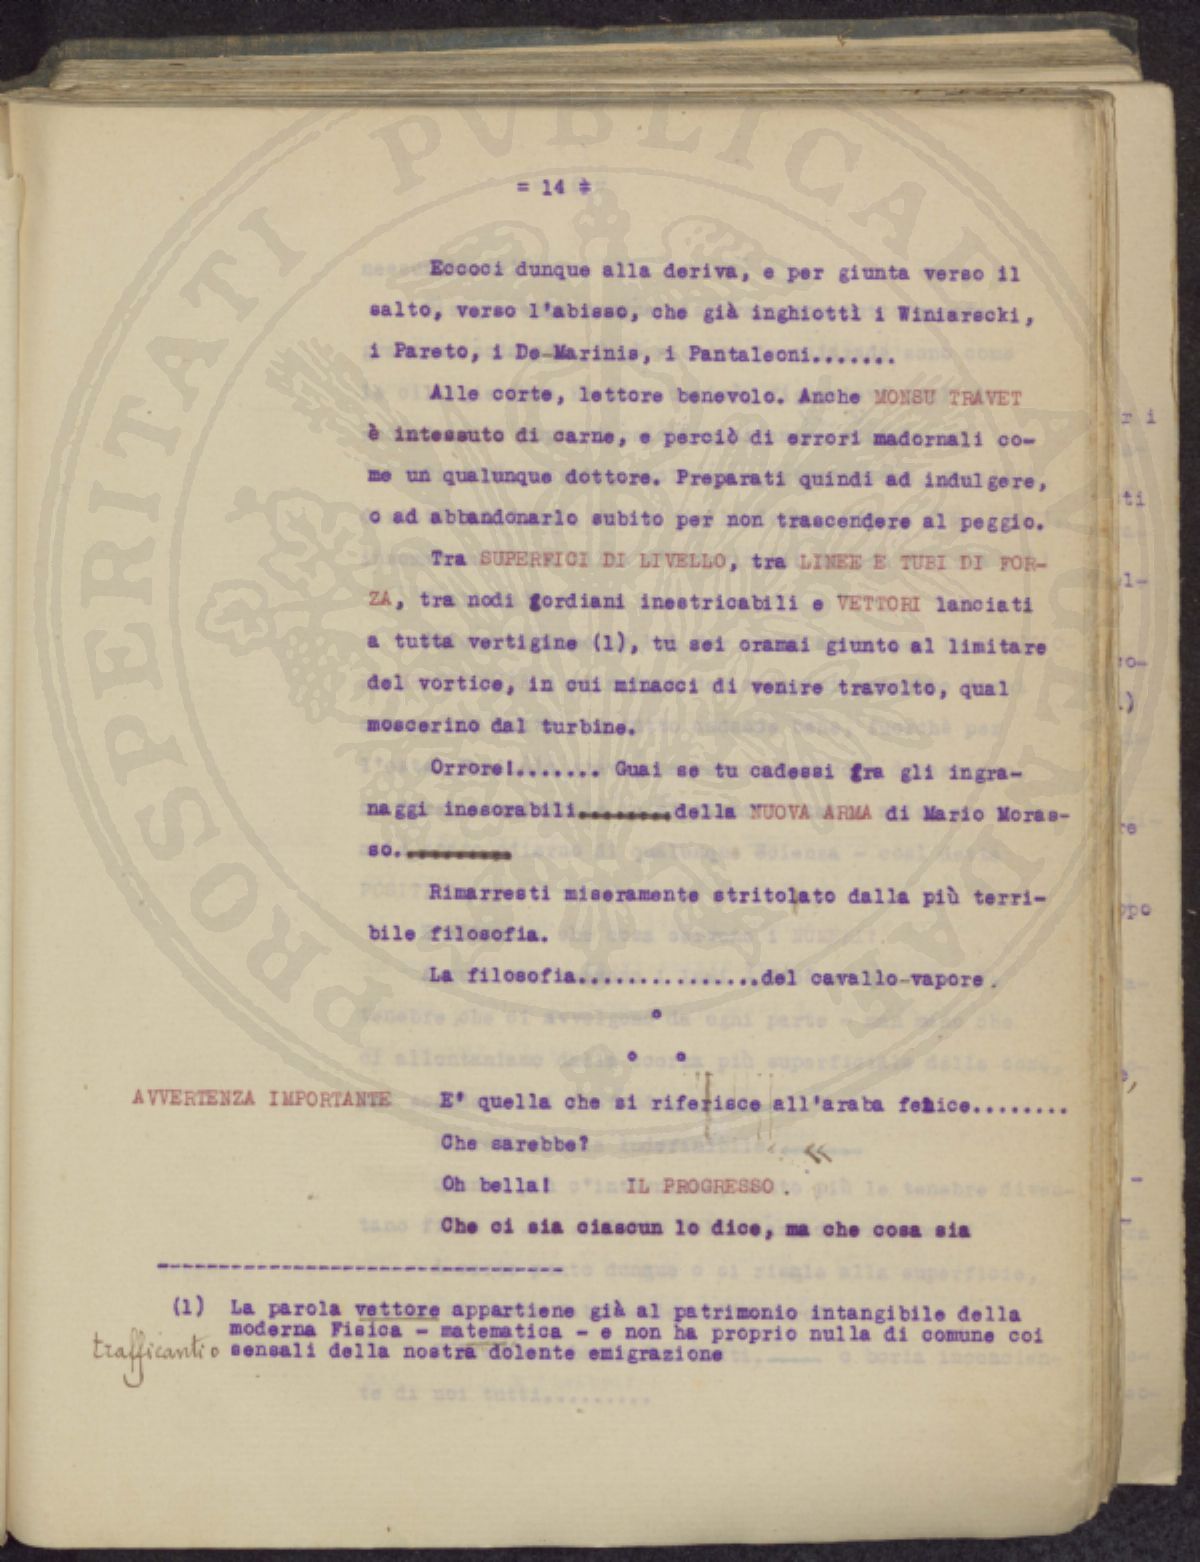 = 14 =
Eccoci dunque alla deriva, e per giunta verso il
salto, verso l'abisso, che già inghiottì i Winiarscki,
i Pareto, i De-Marinis, i Pantaleoni.......
Alle corte, lettore benevolo. Anche MONSU TRAVET
è intessuto di carne, e perciò di errori madornali co-
me un qualunque dottore. Preparati quindi ad indulgere,
o ad abbandonarlo subito per non trascendere al peggio.
Tra SUPERFICI DI LIVELLO, tra LINEE E TUBI DI FOR-
ZA, tra nodi gordiani inestricabili e VETTORI lanciati
a tutta vertigine (1), tu sei oramai giunto al limitare
del vortice, in cui minacci di venire travolto, qual
moscerino dal turbine.
Orrore!....... Guai se tu cadessi fra gli ingra-
naggi inesorabili.........della NUOVA ARMA di Mario Moras-
so...........
Rimarresti miseramente stritolato dalla più terri-
bile filosofia.
La filosofia...............del cavallo-vapore.
°
° °
AVVERTENZA IMPORTANTE E' quella che si riferisce all'araba fenice........
Che sarebbe?
Oh bella! IL PROGRESSO.
Che ci sia ciascun lo dice, ma che cosa sia
---------------------------------
(1) La parola vettore appartiene già al patrimonio intangibile della
moderna Fisica - matematica - e non ha proprio nulla di comune coi
trafficanti o sensali della nostra dolente emigrazione
PROSPERITATI PUBLICAE AUGENDAE